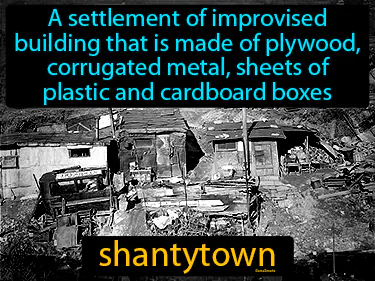 A settlement of improvised
building that is made of plywood,
corrugated metal, sheets of
plastic and cardboard boxes
shantytown